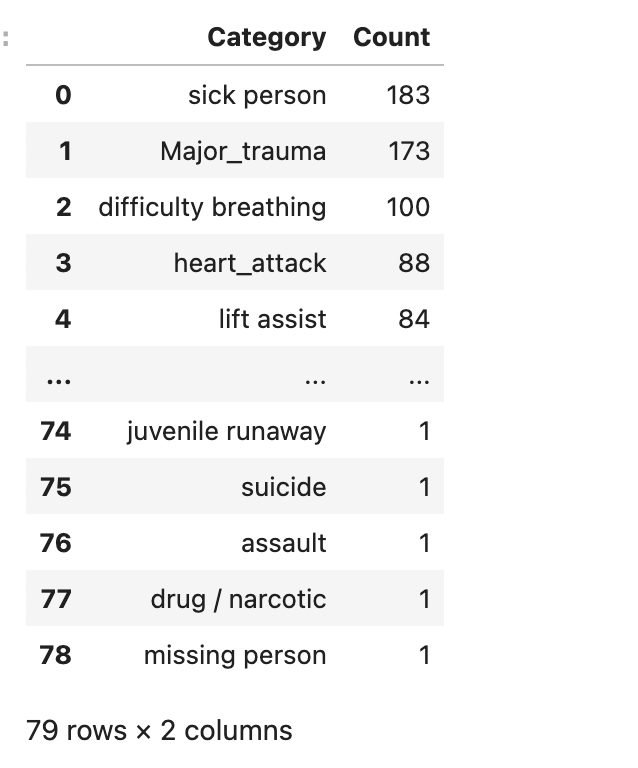 :
Category Count
0 sick person 183
1 Major_trauma 173
2 difficulty breathing 100
3 heart_attack 88
4 lift assist 84
... ... ...
74 juvenile runaway 1
75 suicide 1
76 assault 1
77 drug / narcotic 1
78 missing person 1
79 rows × 2 columns